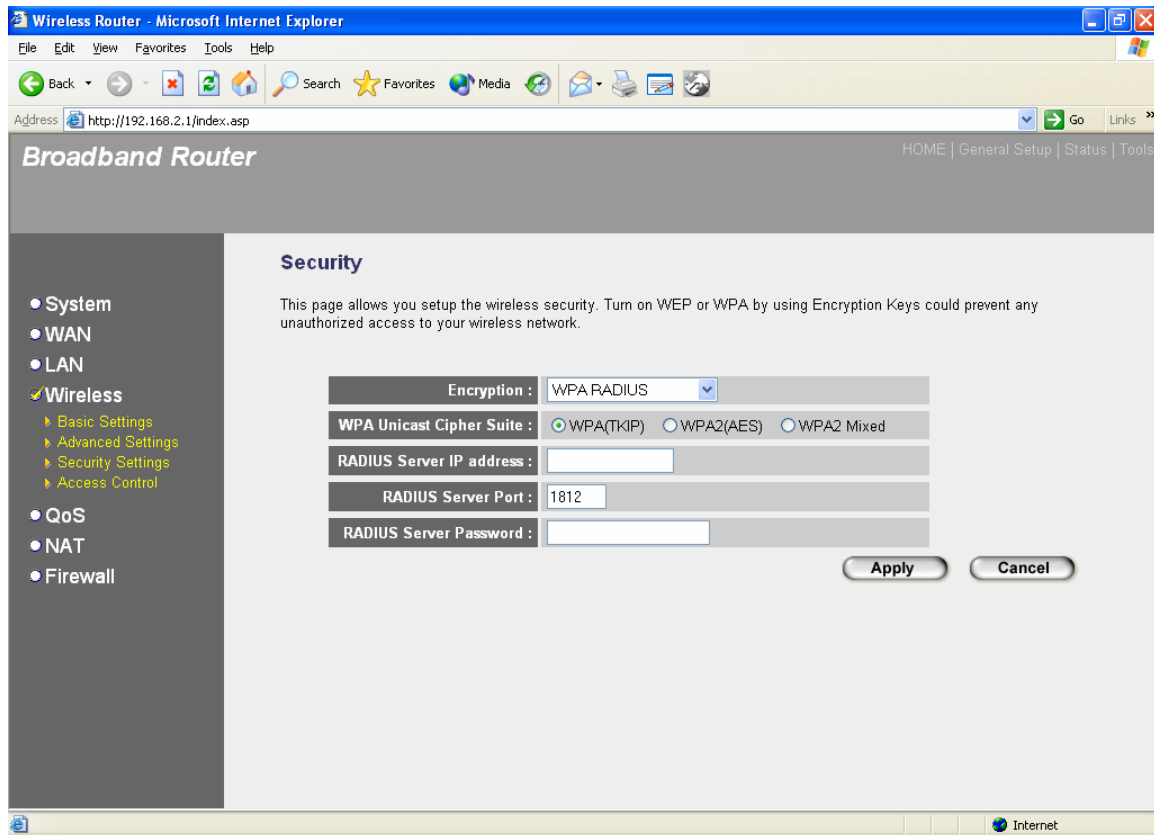 Wireless Router - Microsoft Internet Explorer
File Edit View Favorites Tools Help
Back Search Favorites Media
Address http://192.168.2.1/index.asp Go Links »
Broadband Router
HOME | General Setup | Status | Tools
System
WAN
LAN
Wireless
Basic Settings
Advanced Settings
Security Settings
Access Control
QoS
NAT
Firewall
Security
This page allows you setup the wireless security. Turn on WEP or WPA by using Encryption Keys could prevent any
unauthorized access to your wireless network.
Encryption : WPA RADIUS
WPA Unicast Cipher Suite : WPA(TKIP) WPA2(AES) WPA2 Mixed
RADIUS Server IP address :
RADIUS Server Port : 1812
RADIUS Server Password :
Apply Cancel
Internet